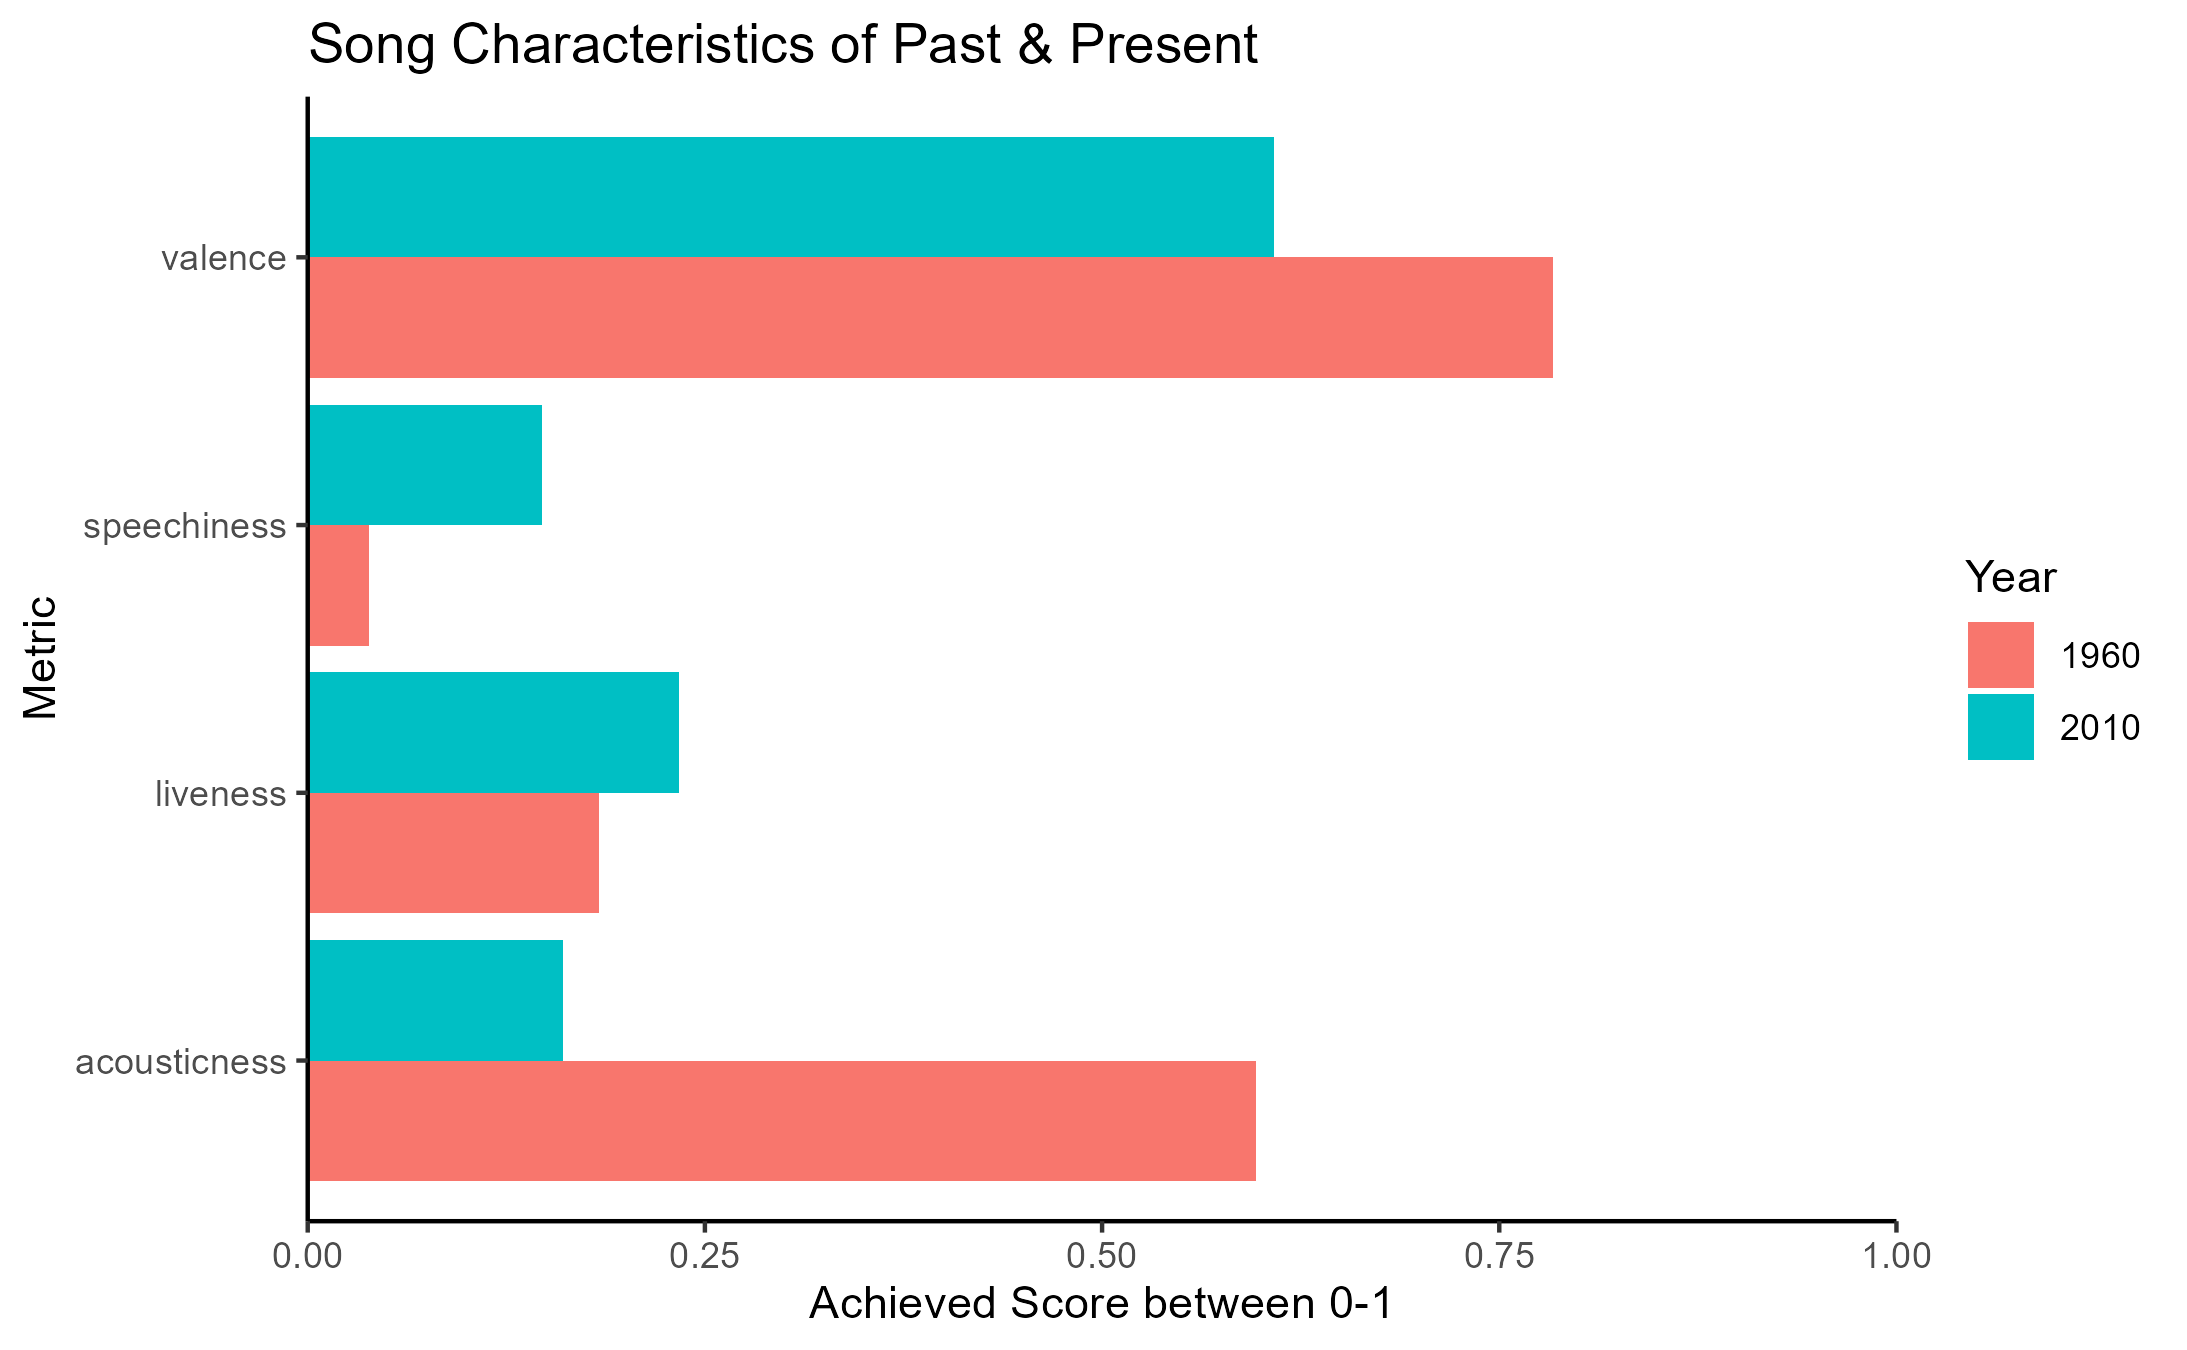 Song Characteristics of Past & Present
Metric
valence
speechiness
liveness
acousticness
0.00 0.25 0.50 0.75 1.00
Achieved Score between 0-1
Year
1960
2010